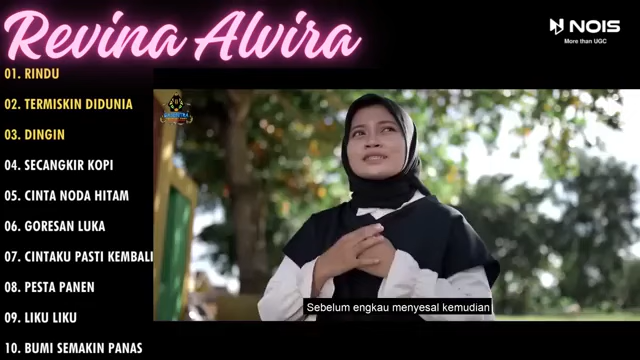 Revina Alvira
NOIS
More than UGC
01. RINDU
02. TERMISKIN DIDUNIA
03. DINGIN
04. SECANGKIR KOPI
05. CINTA NODA HITAM
06. GORESAN LUKA
07. CINTAKU PASTI KEMBALI
08. PESTA PANEN
09. LIKU LIKU
10. BUMI SEMAKIN PANAS
Sebelum engkau menyesal kemudian